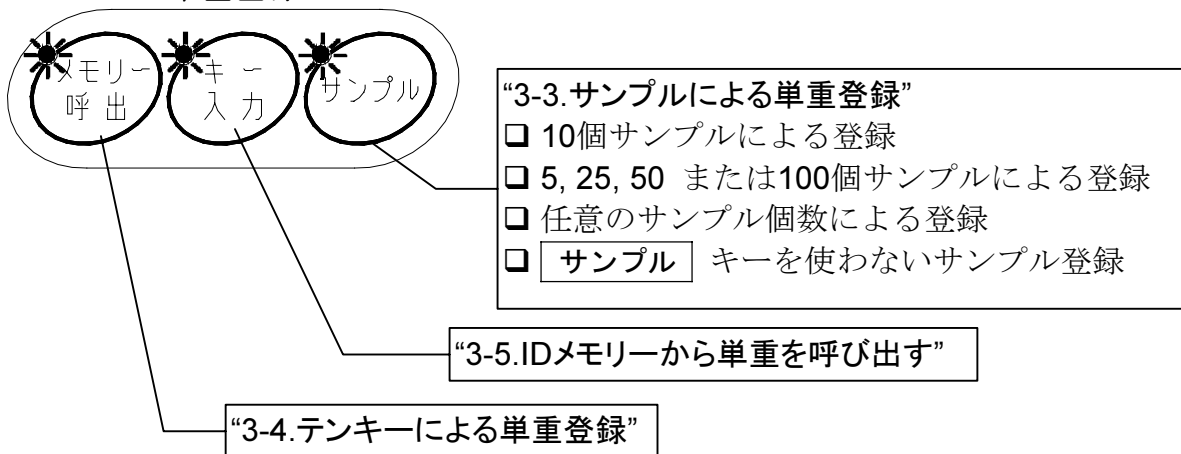 メモリー
呼出
キー
入力
サンプル
“3-3.サンプルによる単重登録”
❑ 10個サンプルによる登録
❑ 5, 25, 50 または100個サンプルによる登録
❑ 任意のサンプル個数による登録
❑ サンプル キーを使わないサンプル登録
“3-5.IDメモリーから単重を呼び出す”
“3-4.テンキーによる単重登録”